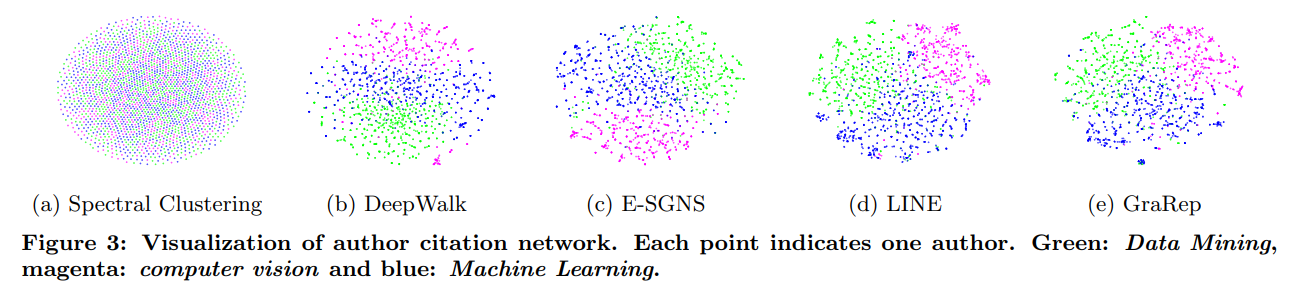 (a) Spectral Clustering
(b) DeepWalk
(c) E-SGNS
(d) LINE
(e) GraRep
Figure 3: Visualization of author citation network. Each point indicates one author. Green: Data Mining,
magenta: computer vision and blue: Machine Learning.